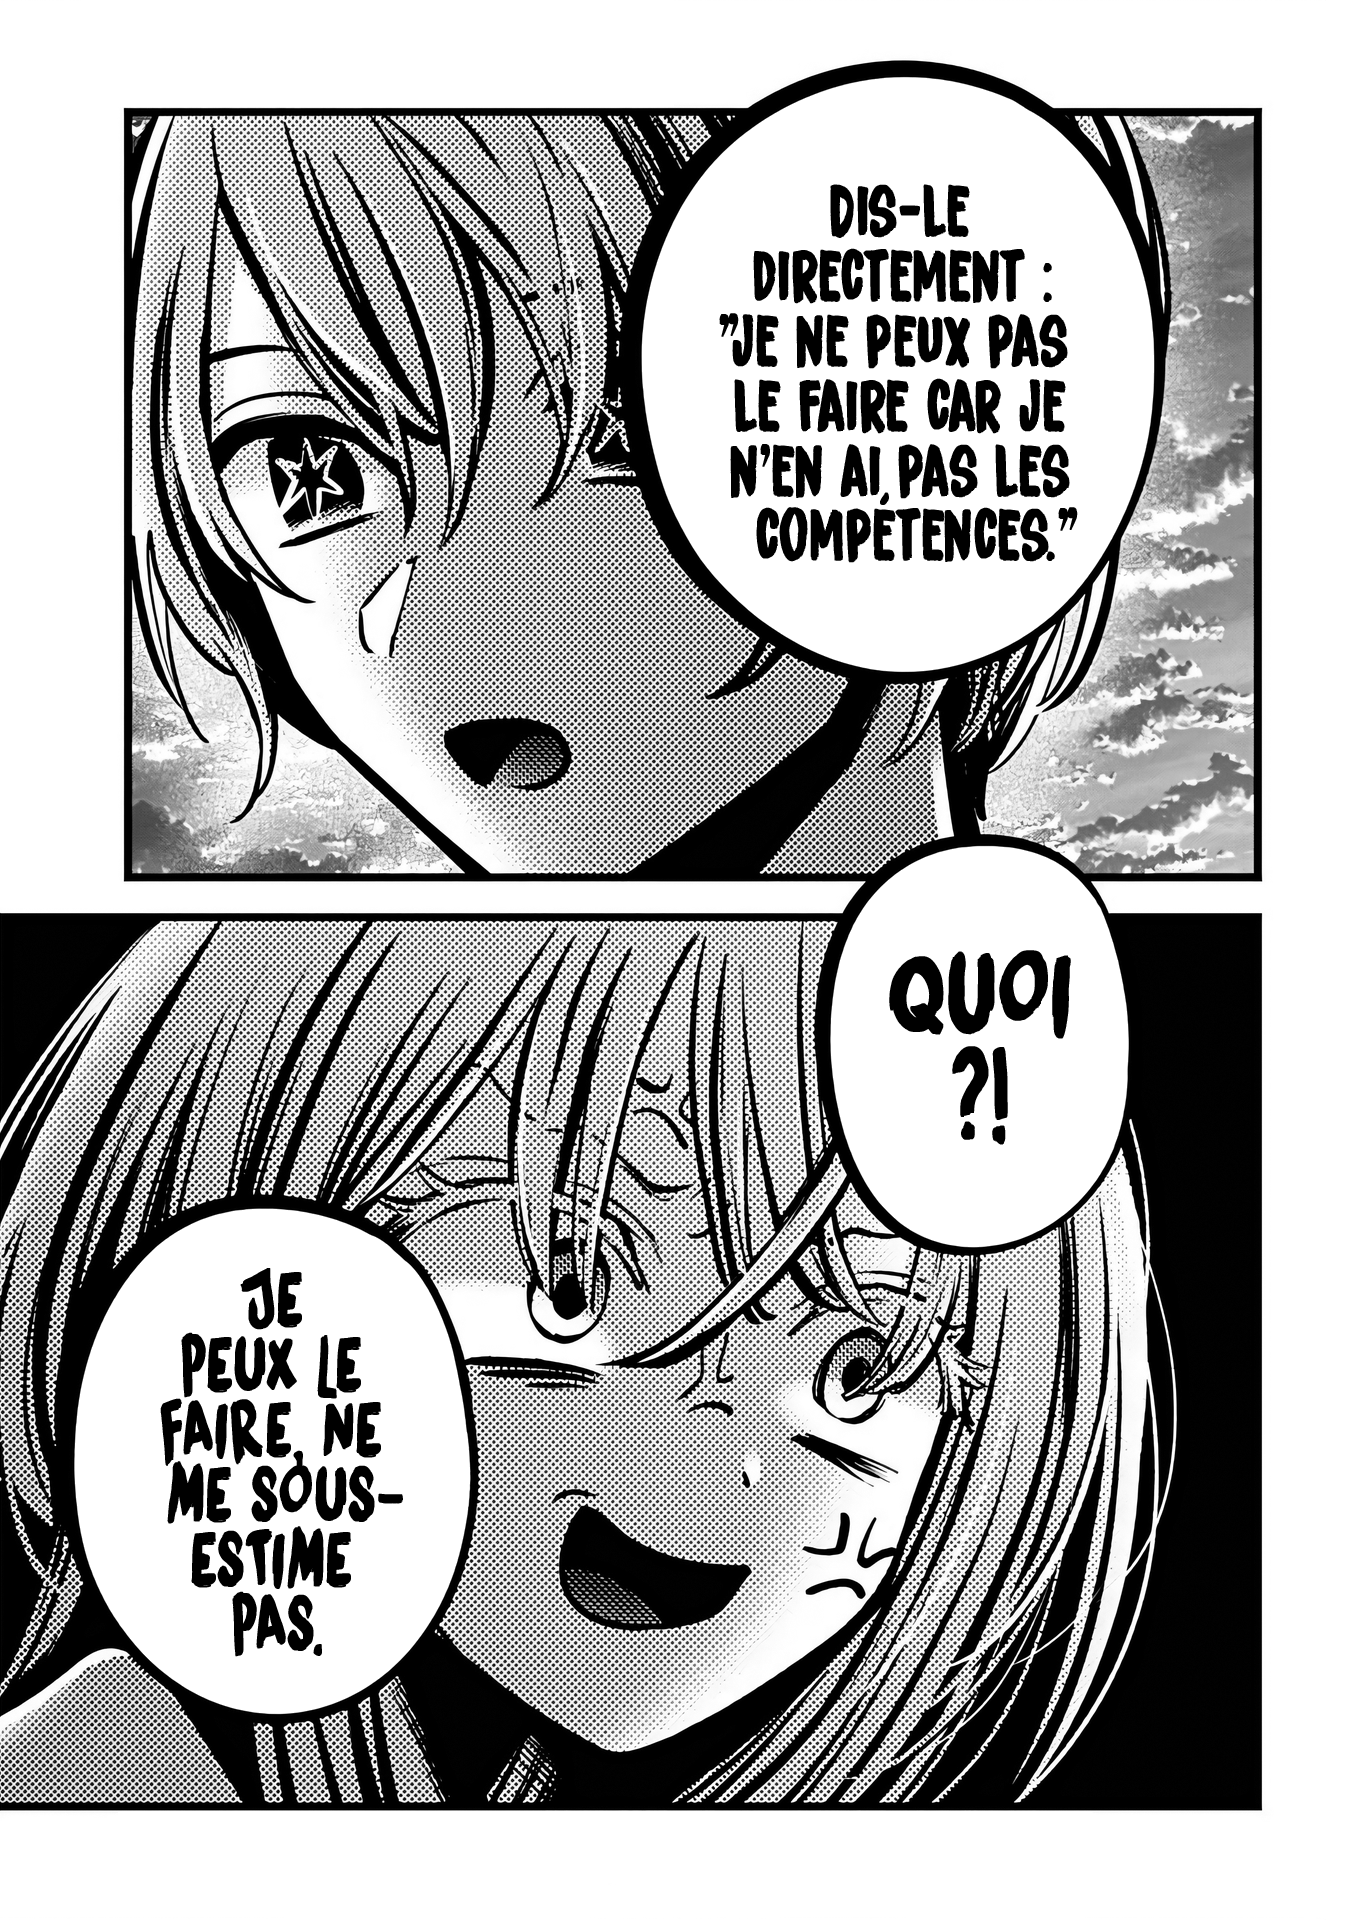 DIS-LE
DIRECTEMENT :
"JE NE PEUX PAS
LE FAIRE CAR JE
N'EN AI PAS LES
COMPÉTENCES."
QUOI
?!
JE
PEUX LE
FAIRE, NE
ME SOUS-
ESTIME
PAS.